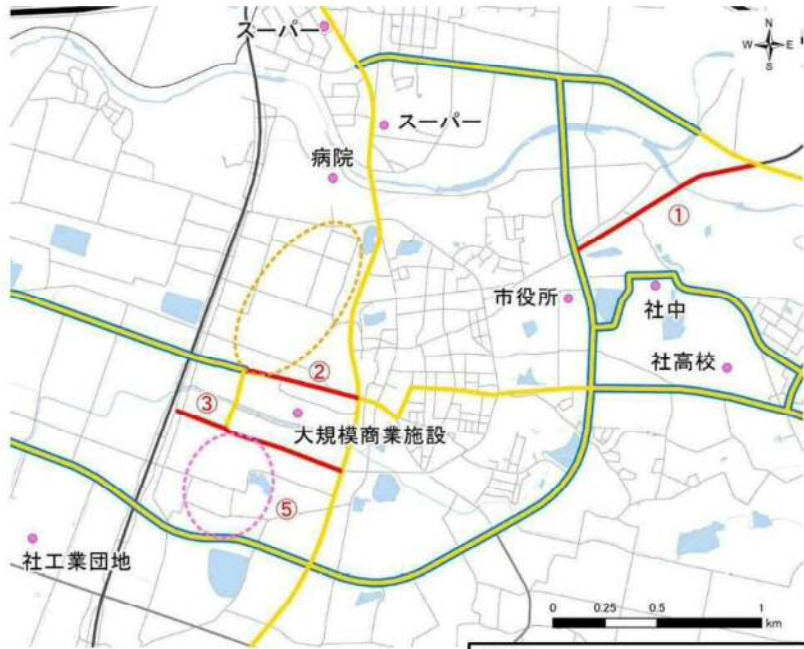 スーパー
N
W E
S
スーパー
病院
①
市役所
社中
社高校
②
③
大規模商業施設
⑤
社工業団地
0 0.25 0.5 1
km